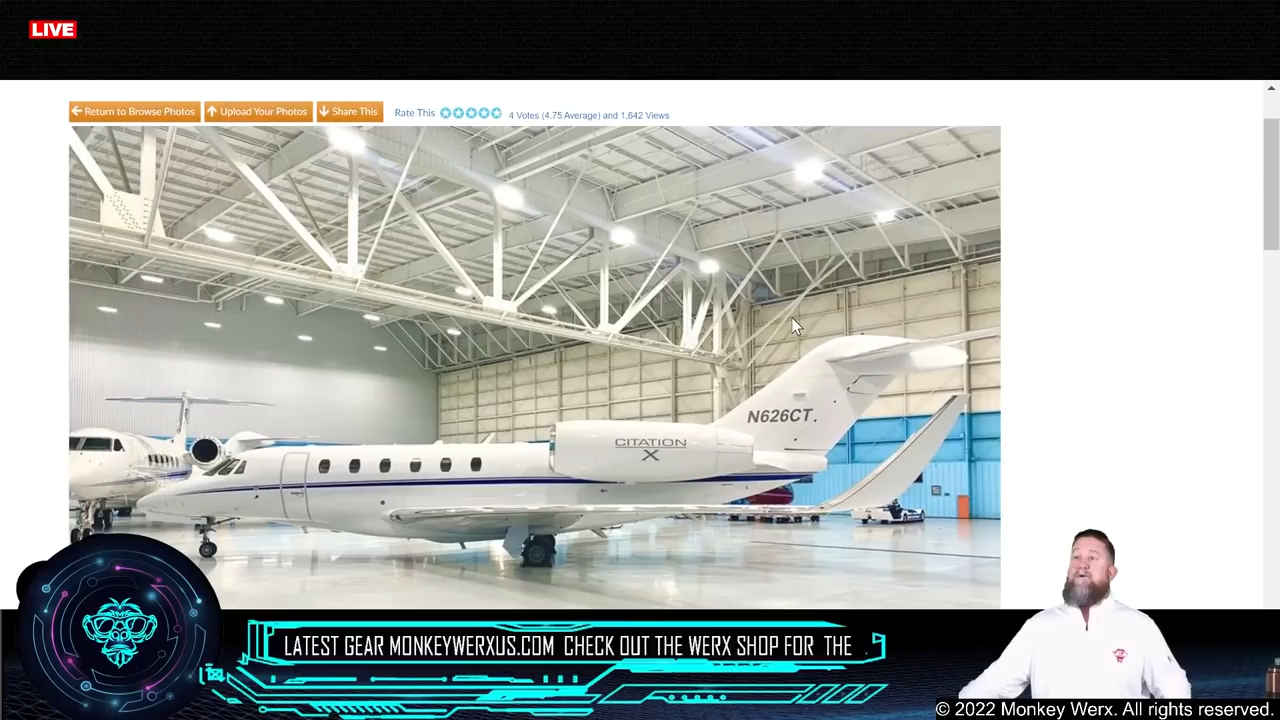 LIVE
Return to Browse Photos
Upload Your Photos
Share This
Rate This
4 Votes (4.75 Average) and 1,642 Views
N626CT.
CITATION
X
LATEST GEAR MONKEYWERXUS.COM CHECK OUT THE WERX SHOP FOR THE
© 2022 Monkey Werx. All rights reserved.